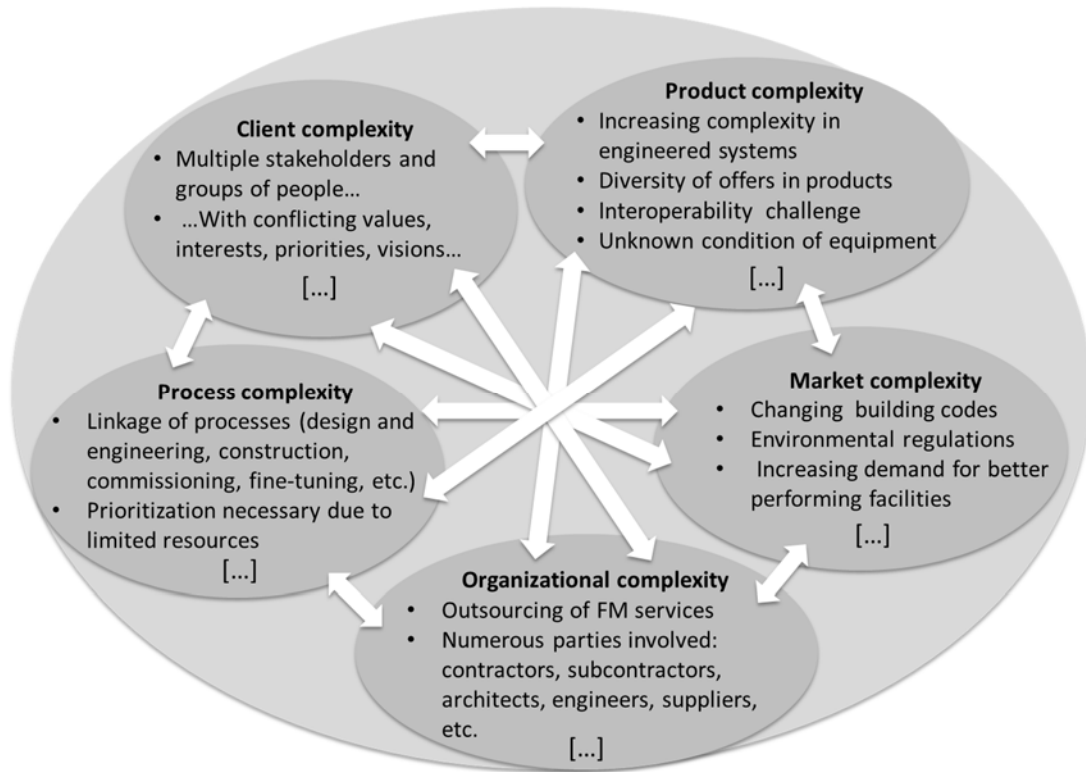 Client complexity
• Multiple stakeholders and
groups of people…
• …With conflicting values,
interests, priorities, visions…
[…]
Product complexity
• Increasing complexity in
engineered systems
• Diversity of offers in products
• Interoperability challenge
• Unknown condition of equipment
[…]
Process complexity
• Linkage of processes (design and
engineering, construction,
commissioning, fine-tuning, etc.)
• Prioritization necessary due to
limited resources
[…]
Market complexity
• Changing building codes
• Environmental regulations
• Increasing demand for better
performing facilities
[…]
Organizational complexity
• Outsourcing of FM services
• Numerous parties involved:
contractors, subcontractors,
architects, engineers, suppliers,
etc.
[…]